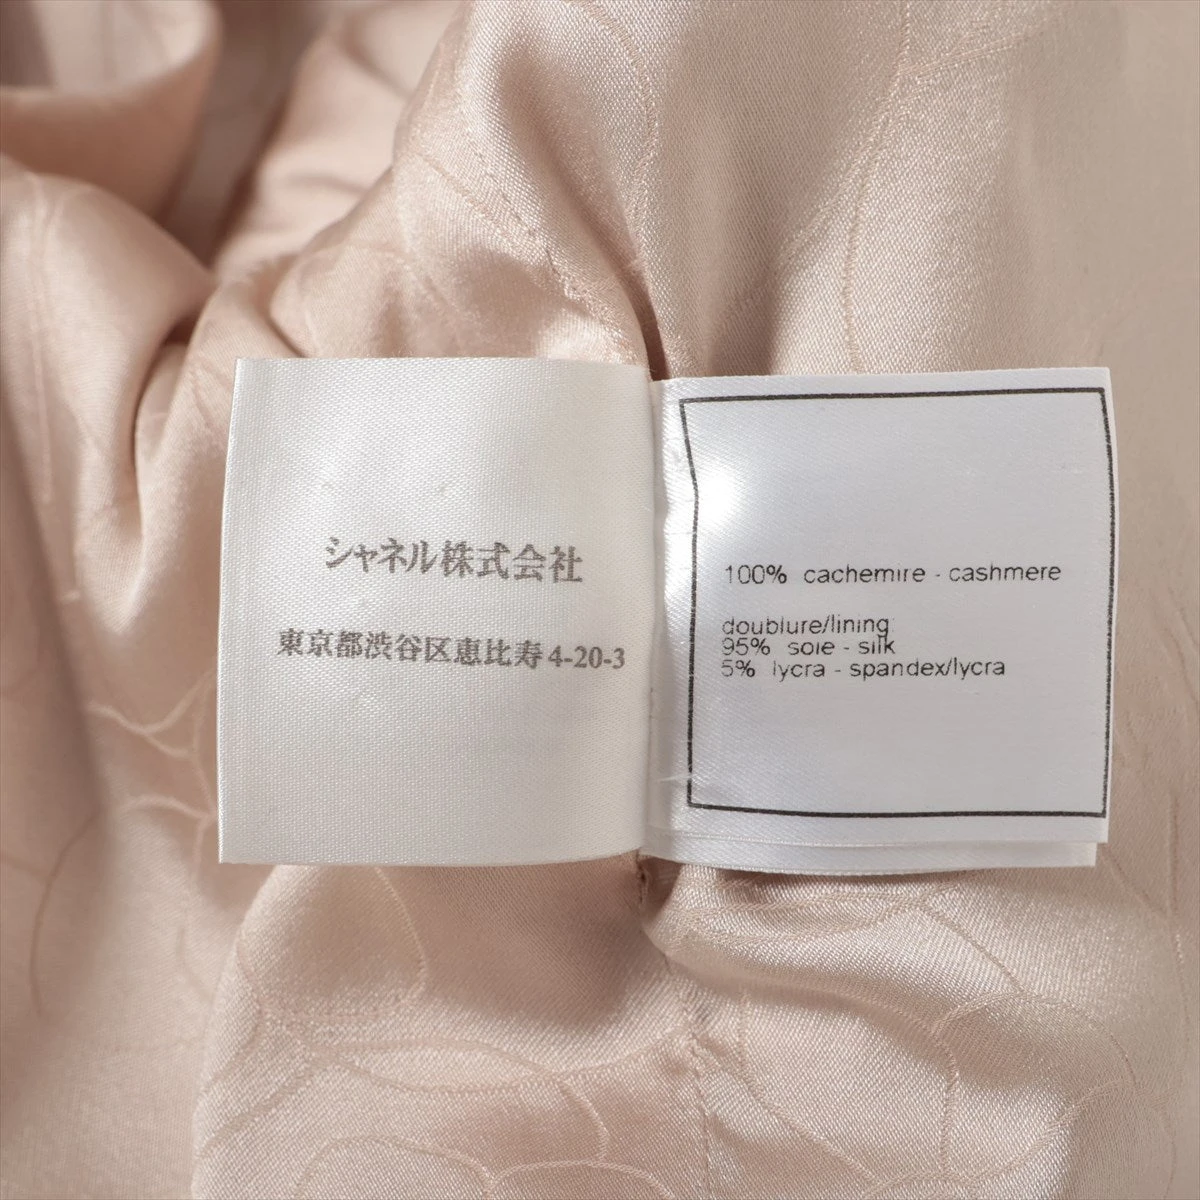 シャネル株式会社
東京都渋谷区恵比寿4-20-3
100% cachemire - cashmere
doublure/lining
95% soie - silk
5% lycra - spandex/lycra